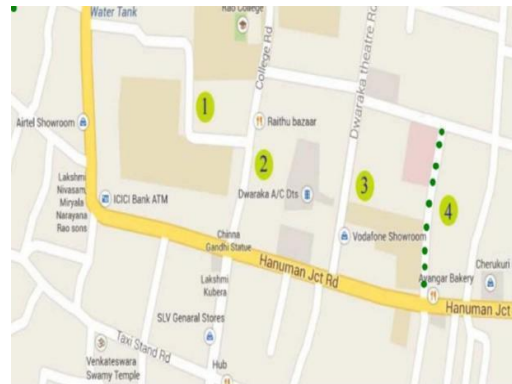 Water Tank
Rao College
College Rd
Dwaraka theatre Rd
1
Airtel Showroom
Raithu bazaar
2
3
4
Lakshmi
Nivasam,
Miryala
Narayana
Rao sons
ICICI Bank ATM
Dwaraka A/C Dts
Chinna
Gandhi Statue
Vodafone Showroom
Hanuman Jct Rd
Lakshmi
Kubera
Ayangar Bakery
Cherukuri
Hanuman Jct
SLV Genaral Stores
Taxi Stand Rd
Venkateswara
Swamy Temple
Hub